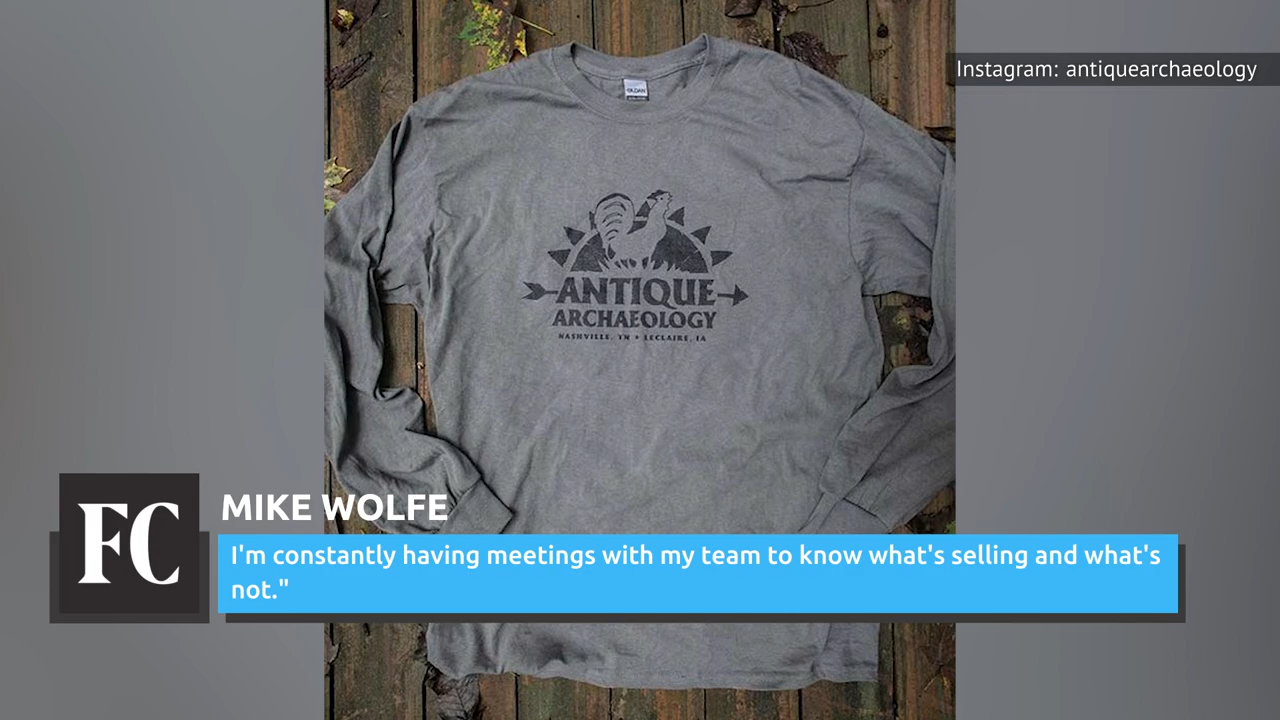 Instagram: antiquearchaeology
ANTIQUE
ARCHAEOLOGY
NASHVILLE, TN + LECLAIRE, IA
FC
MIKE WOLFE
I'm constantly having meetings with my team to know what's selling and what's
not."